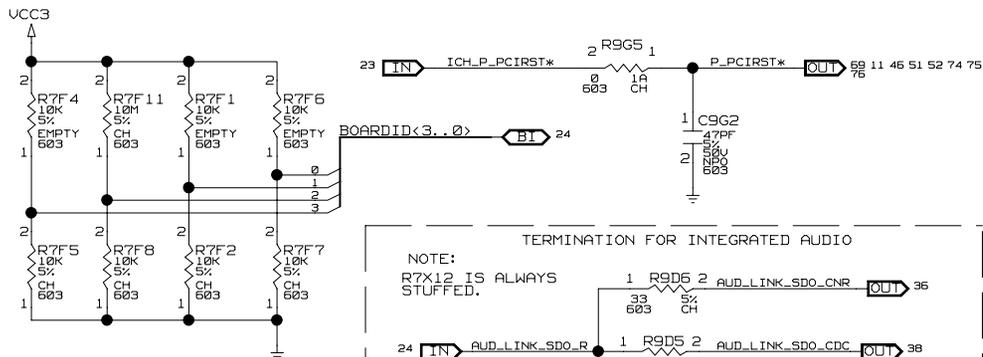 VCC3
2 2 2 2
R7F4 R7F11 R7F1 R7F6
10K 10M 10K 10K
5% 5% 5% 5%
EMPTY CH EMPTY EMPTY
603 603 603 603
1 1 1 1
BOARDID<3..0> BI 24
0
1
2
3
2 2 2 2
R7F5 R7F8 R7F2 R7F7
10K 10K 10K 10K
5% 5% 5% 5%
CH CH CH CH
603 603 603 603
1 1 1 1
R9G5
2 1
23 IN ICH_P_PCIRST* P_PCIRST* OUT 69 11 46 51 52 74 75
76
0 1A
603 CH
1 C9G2
47PF
5%
50V
2 NPO
603
TERMINATION FOR INTEGRATED AUDIO
NOTE:
R7X12 IS ALWAYS
STUFFED.
1 R9D6 2 AUD_LINK_SDO_CNR OUT 36
33 5%
603 CH
24 IN AUD_LINK_SDO_R 1 R9D5 2 AUD_LINK_SDO_CDC OUT 38